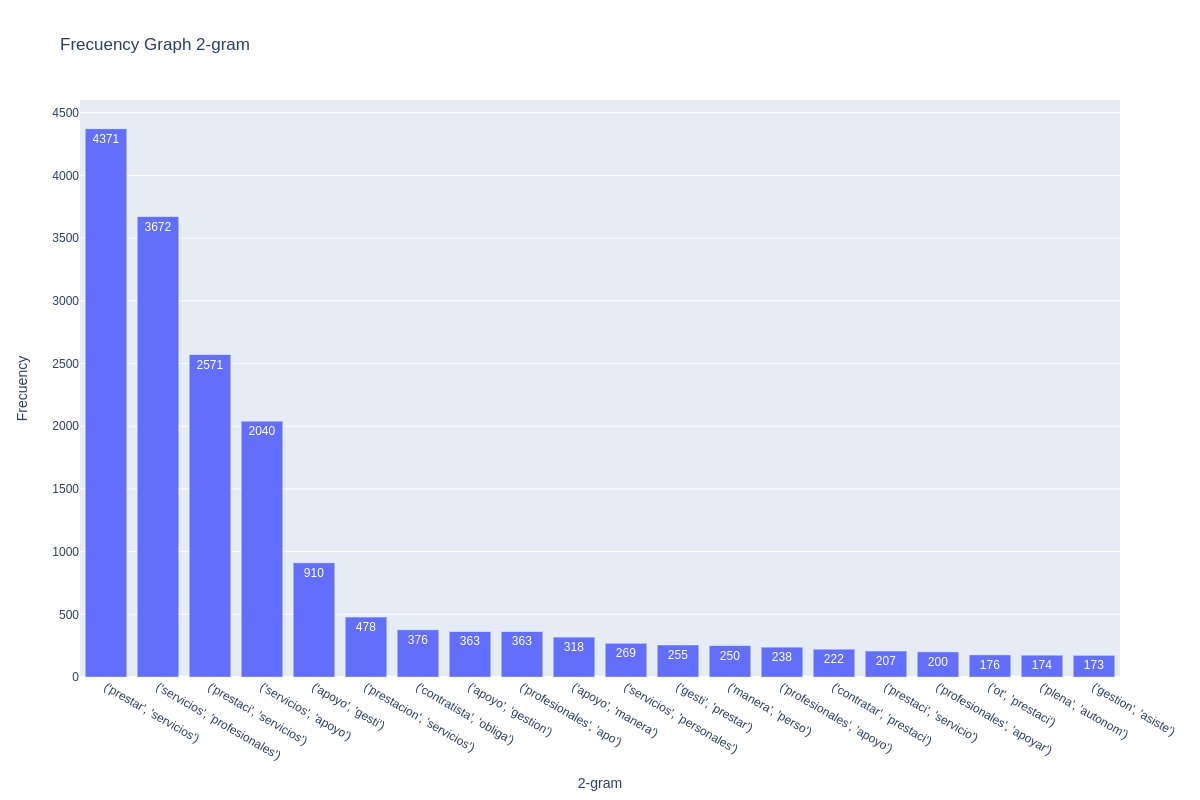 Frecuency Graph 2-gram
Frecuency
4500
4000
3500
3000
2500
2000
1500
1000
500
0
4371
3672
2571
2040
910
478
376
363
363
318
269
255
250
238
222
207
200
176
174
173
('prestar', 'servicios')
('servicios', 'profesionales')
('prestaci', 'servicios')
('servicios', 'apoyo')
('apoyo', 'gesti')
('prestacion', 'servicios')
('contratista', 'obliga')
('apoyo', 'gestion')
('profesionales', 'apo')
('apoyo', 'manera')
('servicios', 'personales')
('gesti', 'prestar')
('manera', 'perso')
('profesionales', 'apoyo')
('contratar', 'prestaci')
('prestaci', 'servicio')
('profesionales', 'apoyar')
('ot', 'prestaci')
('plena', 'autonom')
('gestion', 'asiste')
2-gram